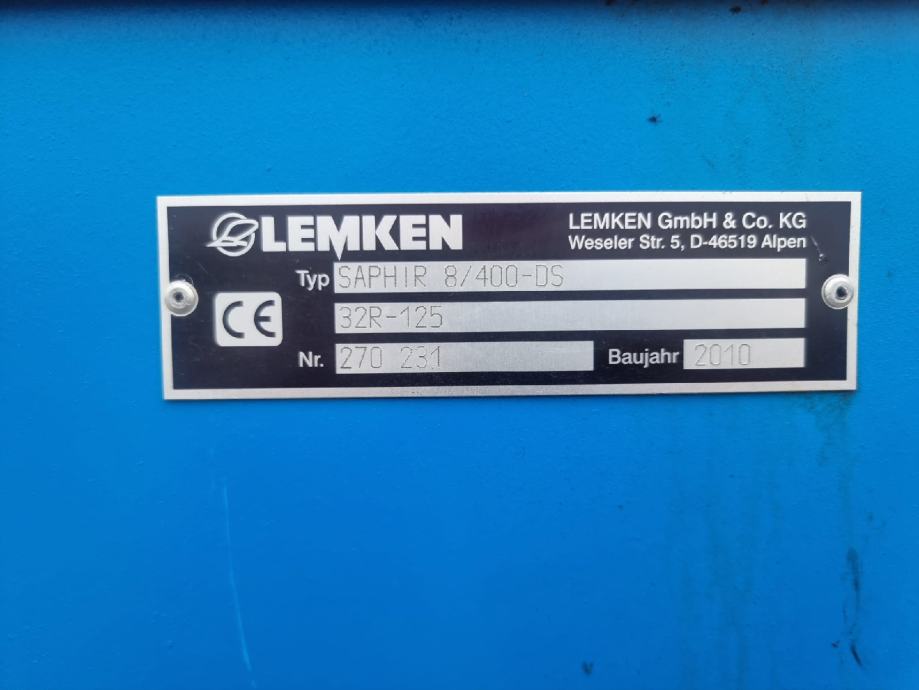 LEMKEN
LEMKEN GmbH & Co. KG
Weseler Str. 5, D-46519 Alpen
Typ SAPHIR 8/400-DS
32R-125
CE
Nr. 270 231 Baujahr 2010